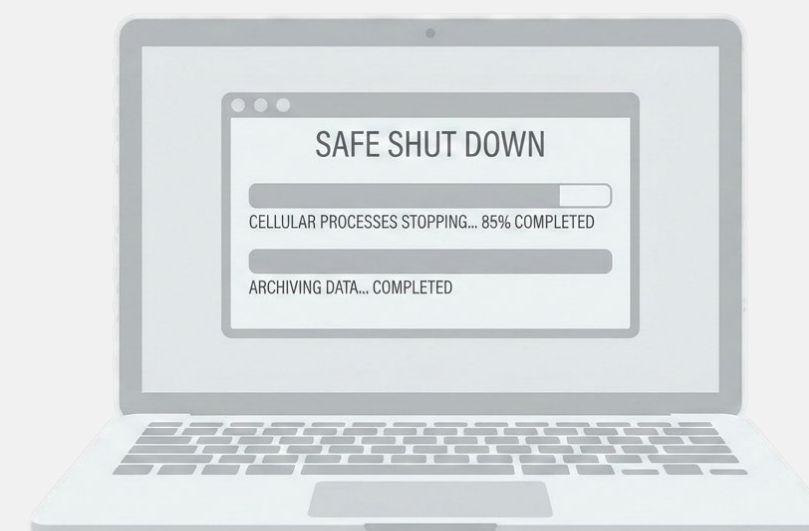 SAFE SHUT DOWN
CELLULAR PROCESSES STOPPING... 85% COMPLETED
ARCHIVING DATA... COMPLETED